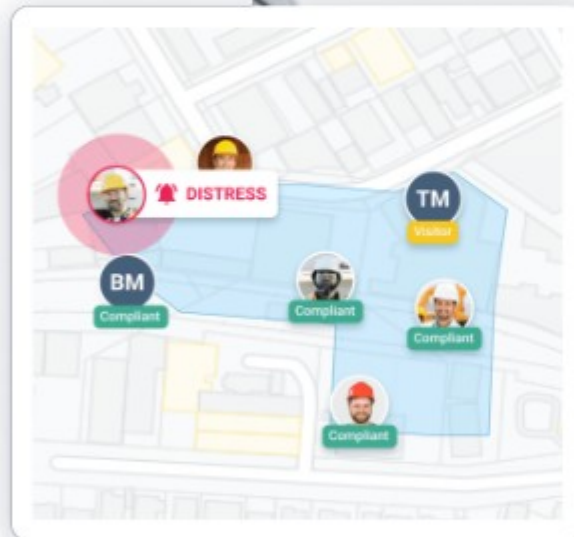 DISTRESS
TM
Visitor
BM
Compliant
Compliant
Compliant
Compliant